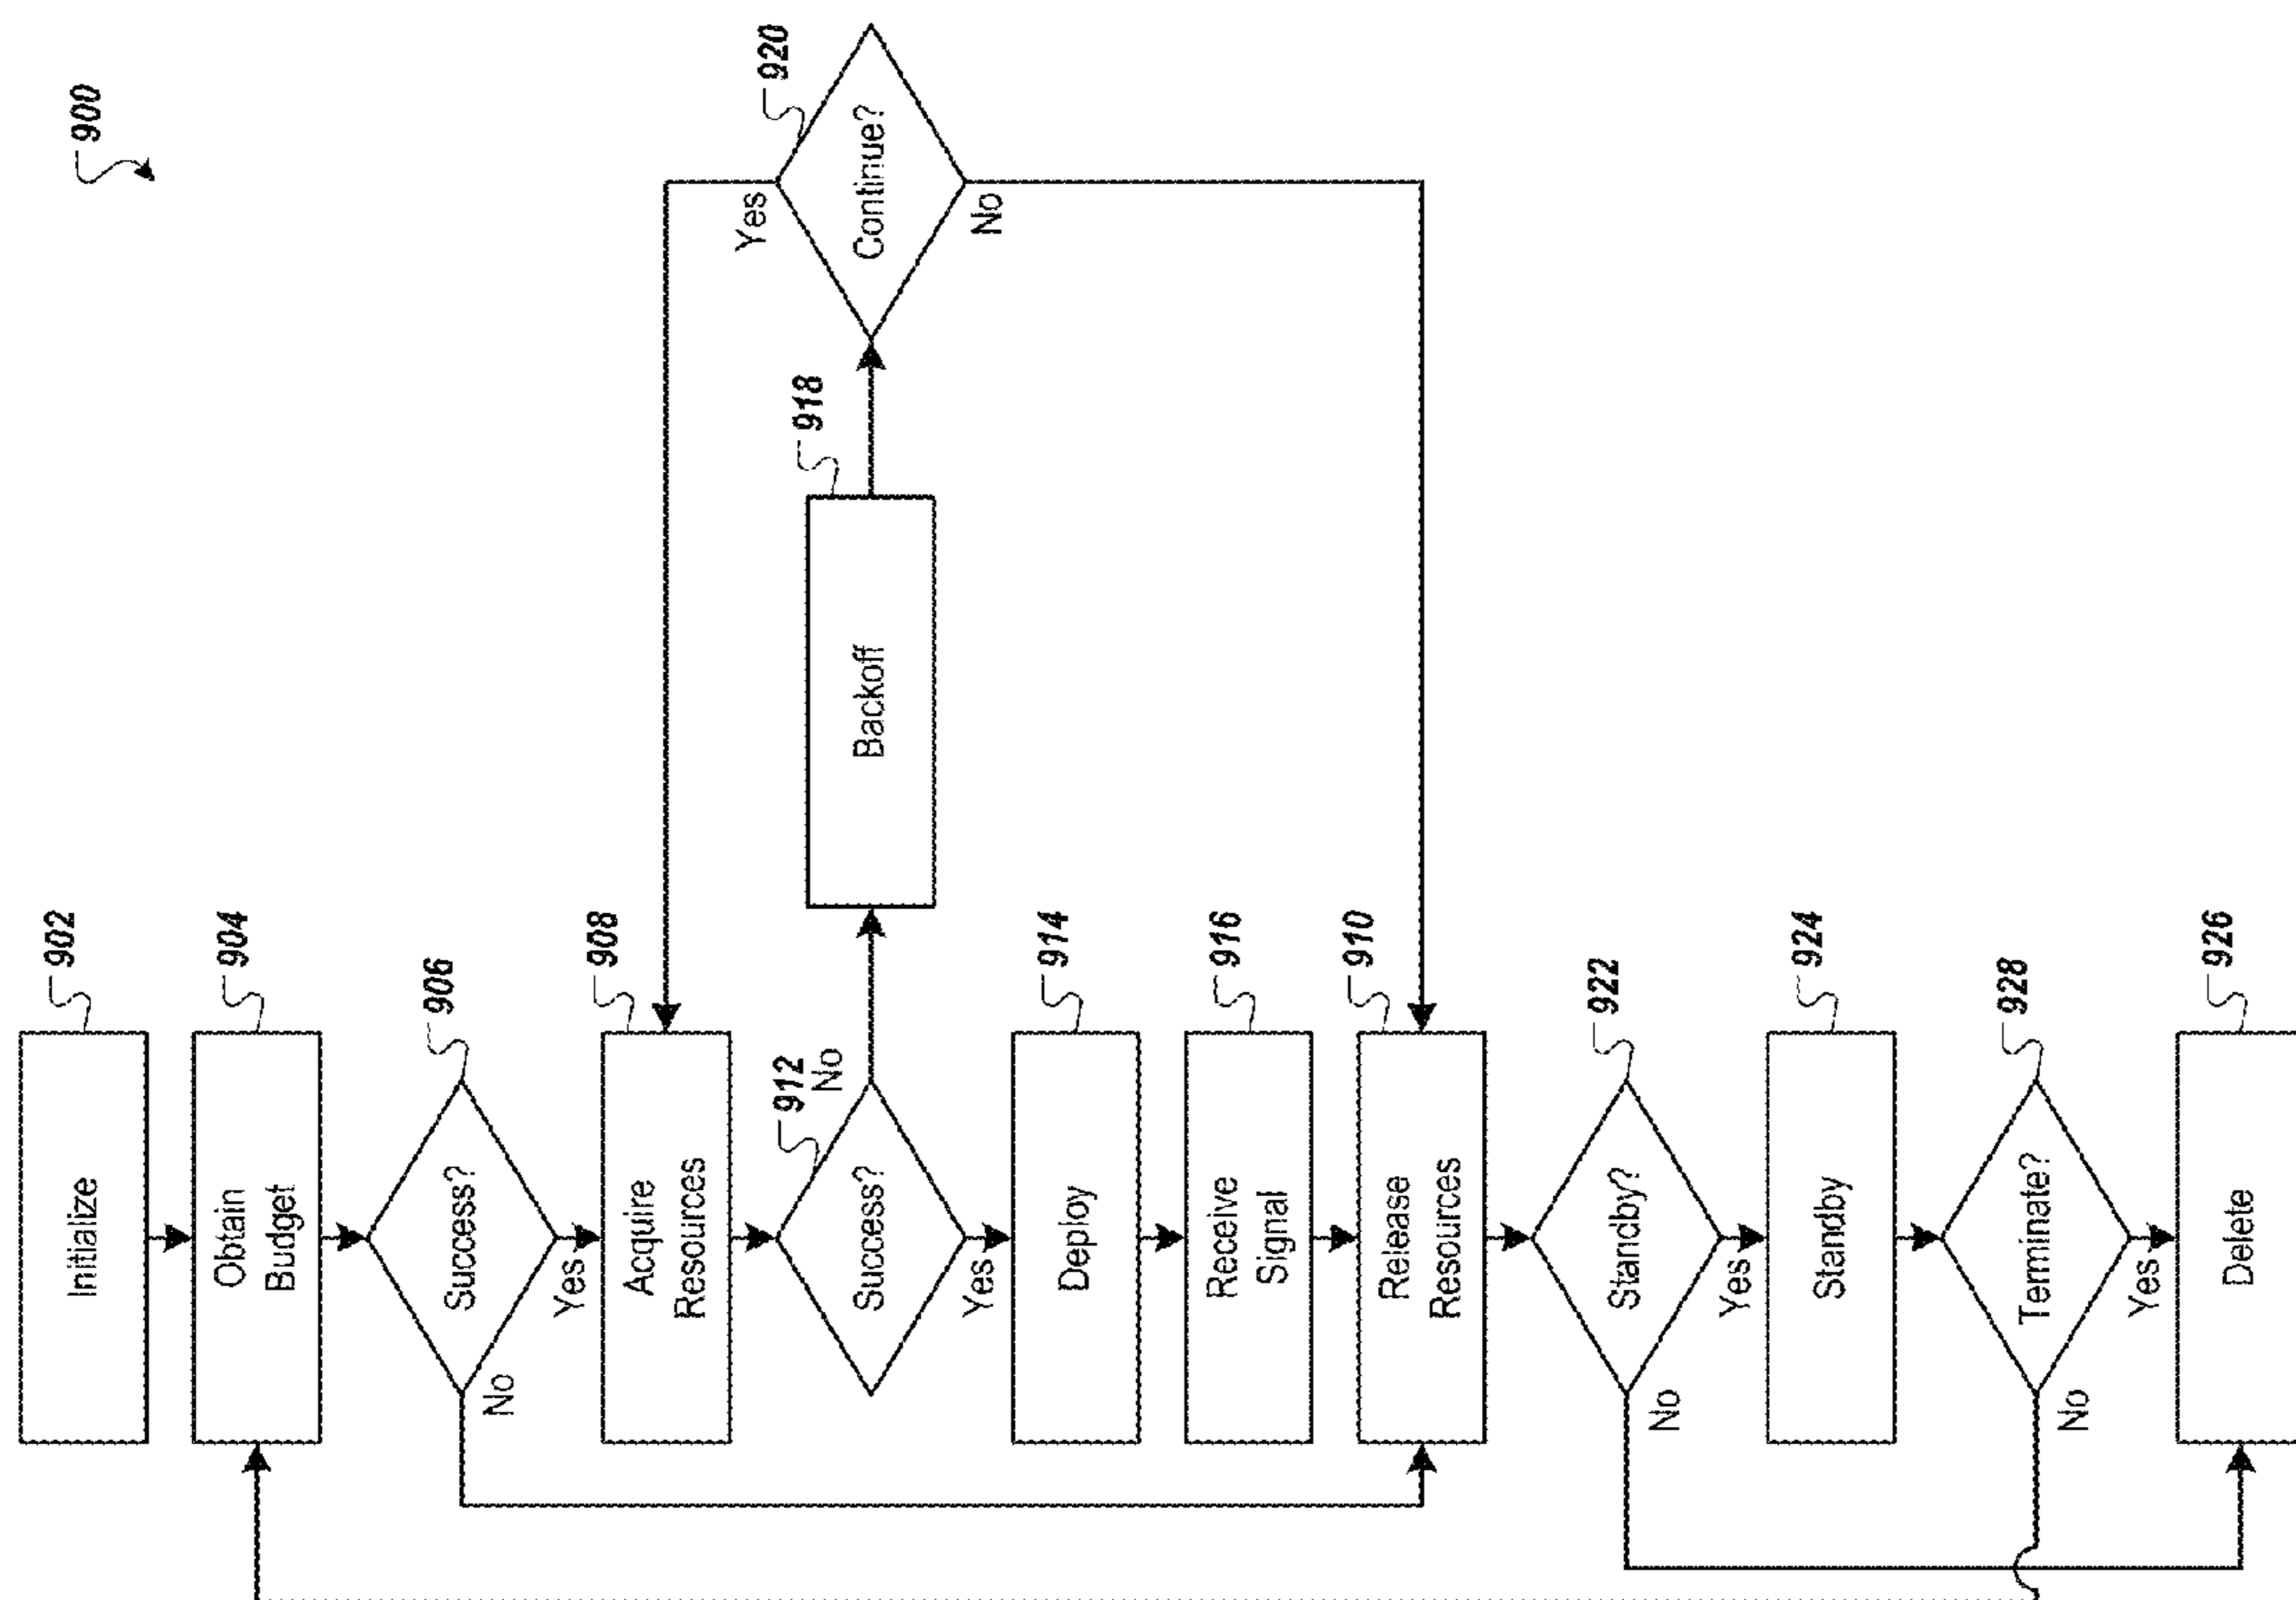 900
Initialize
902
Obtain
Budget
904
Success?
906
Yes
No
Acquire
Resources
908
Success?
912
No
Yes
Backoff
918
Continue?
920
Yes
No
Deploy
914
Receive
Signal
916
Release
Resources
910
Standby?
922
Yes
No
Standby
924
Terminate?
928
Yes
No
Delete
926